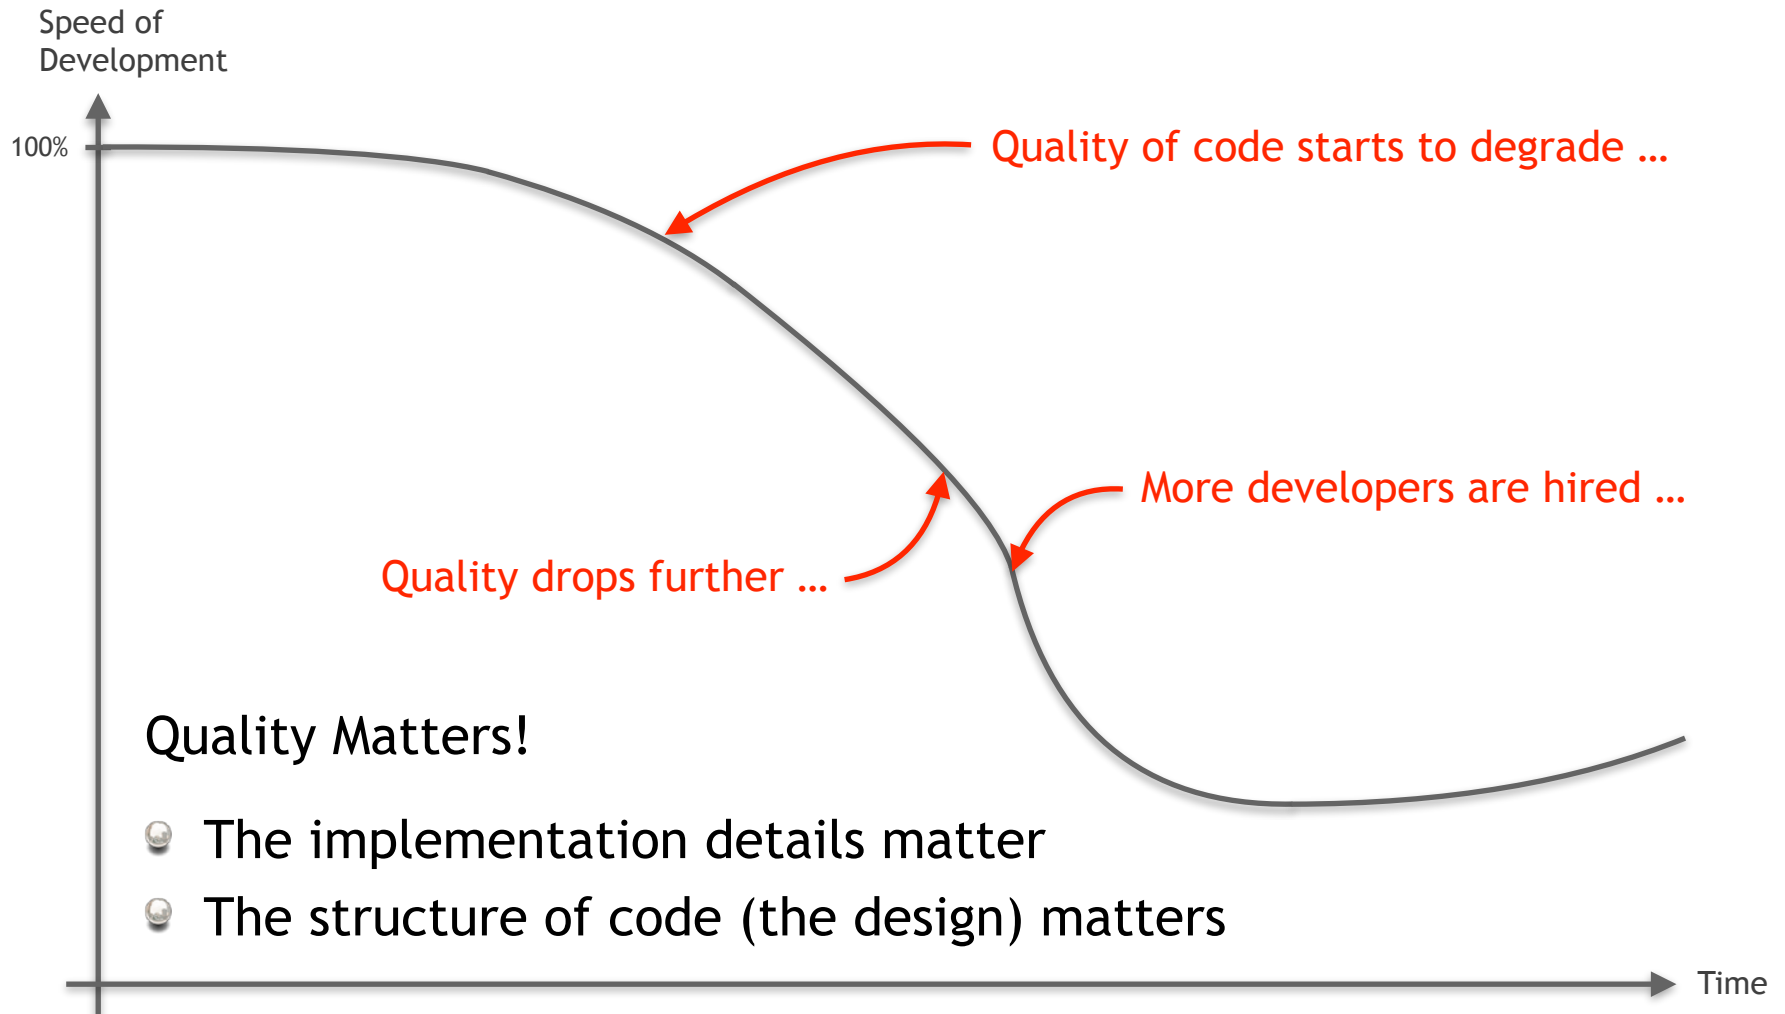 Speed of
Development
100%
Quality of code starts to degrade …
More developers are hired …
Quality drops further …
Quality Matters!
The implementation details matter
The structure of code (the design) matters
Time